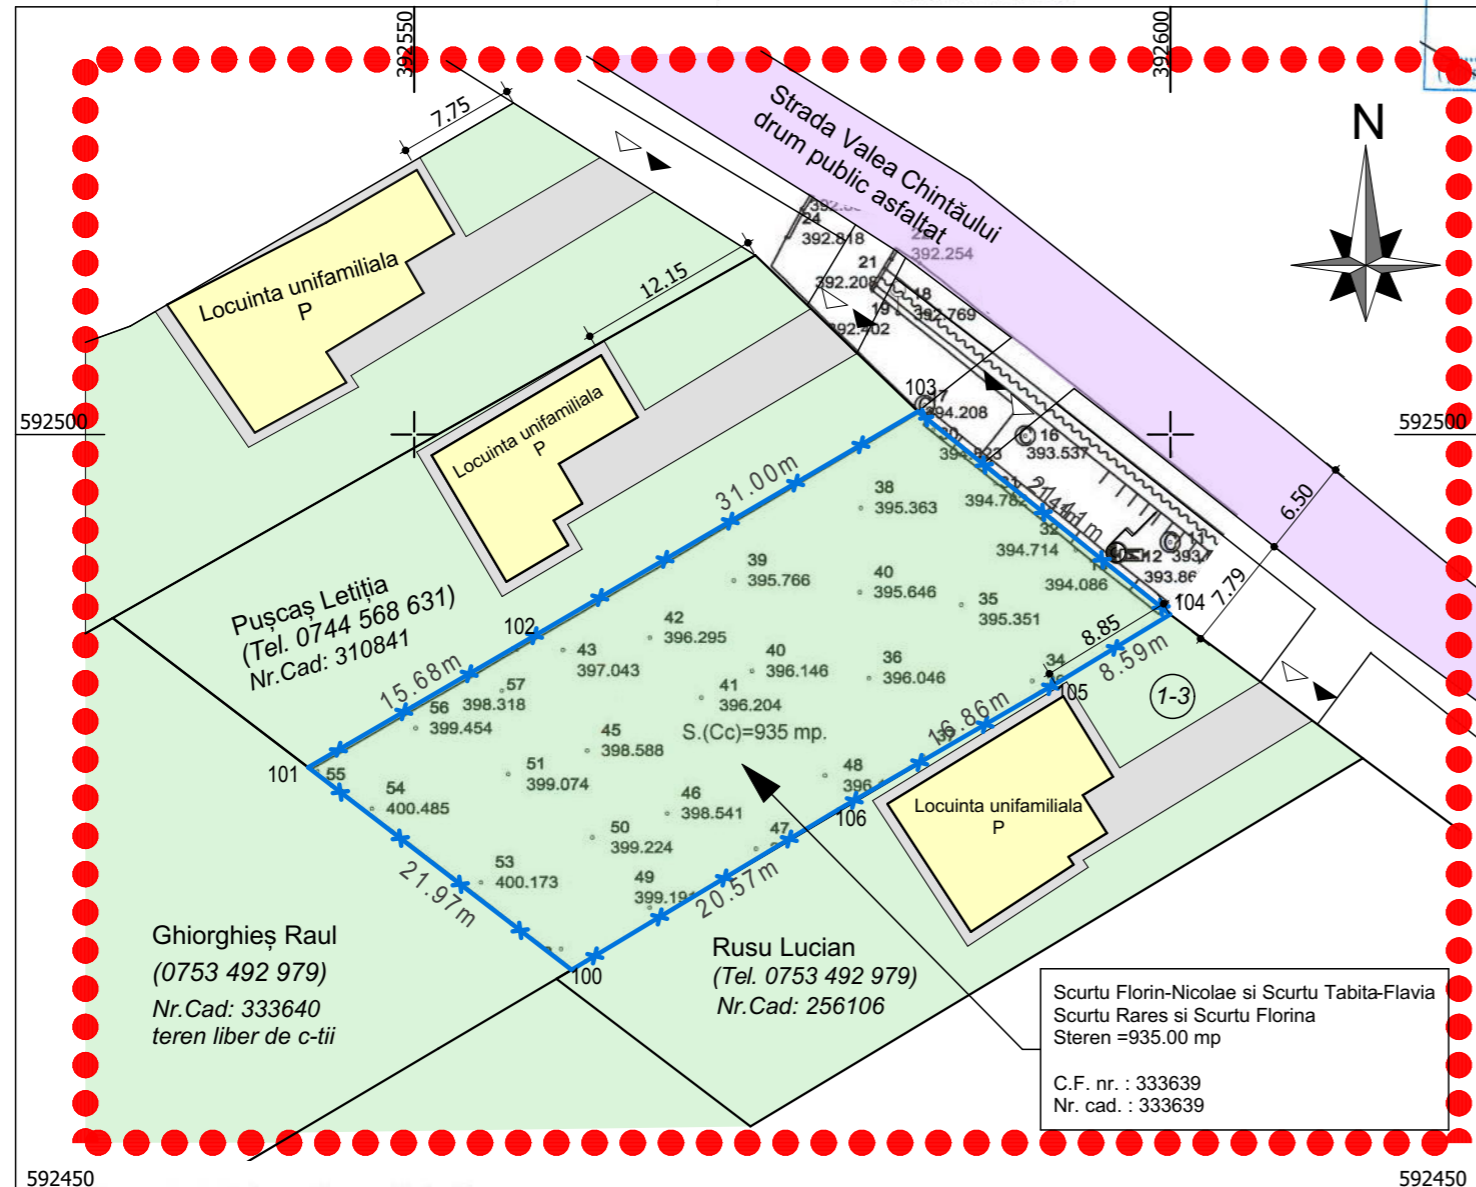 392550
392600
N
7.75
Strada Valea Chintăului
drum public asfaltat
24
392.818
22
392.254
21
392.208
18
392.769
19
392.402
12.15
Locuinta unifamiliala
P
592500
592500
Locuinta unifamiliala
P
103
394.208
16
393.537
31.00m
38
395.363
394.782
6.50
32
394.714
11
12
393.86
394.086
39
395.766
40
395.646
35
395.351
7.79
104
8.85
8.59m
Pușcaș Letiția
(Tel. 0744 568 631)
Nr.Cad: 310841
102
42
396.295
43
397.043
40
396.146
36
396.046
34
105
1-3
15.68m
57
398.318
56
399.454
41
396.204
45
398.588
S.(Cc)=935 mp.
16.86m
101
55
54
400.485
51
399.074
48
46
398.541
106
Locuinta unifamiliala
P
50
399.224
47
53
400.173
49
21.97m
20.57m
100
Ghiorghieș Raul
(0753 492 979)
Nr.Cad: 333640
teren liber de c-tii
Rusu Lucian
(Tel. 0753 492 979)
Nr.Cad: 256106
Scurtu Florin-Nicolae si Scurtu Tabita-Flavia
Scurtu Rares si Scurtu Florina
Steren =935.00 mp
C.F. nr. : 333639
Nr. cad. : 333639
592450
592450